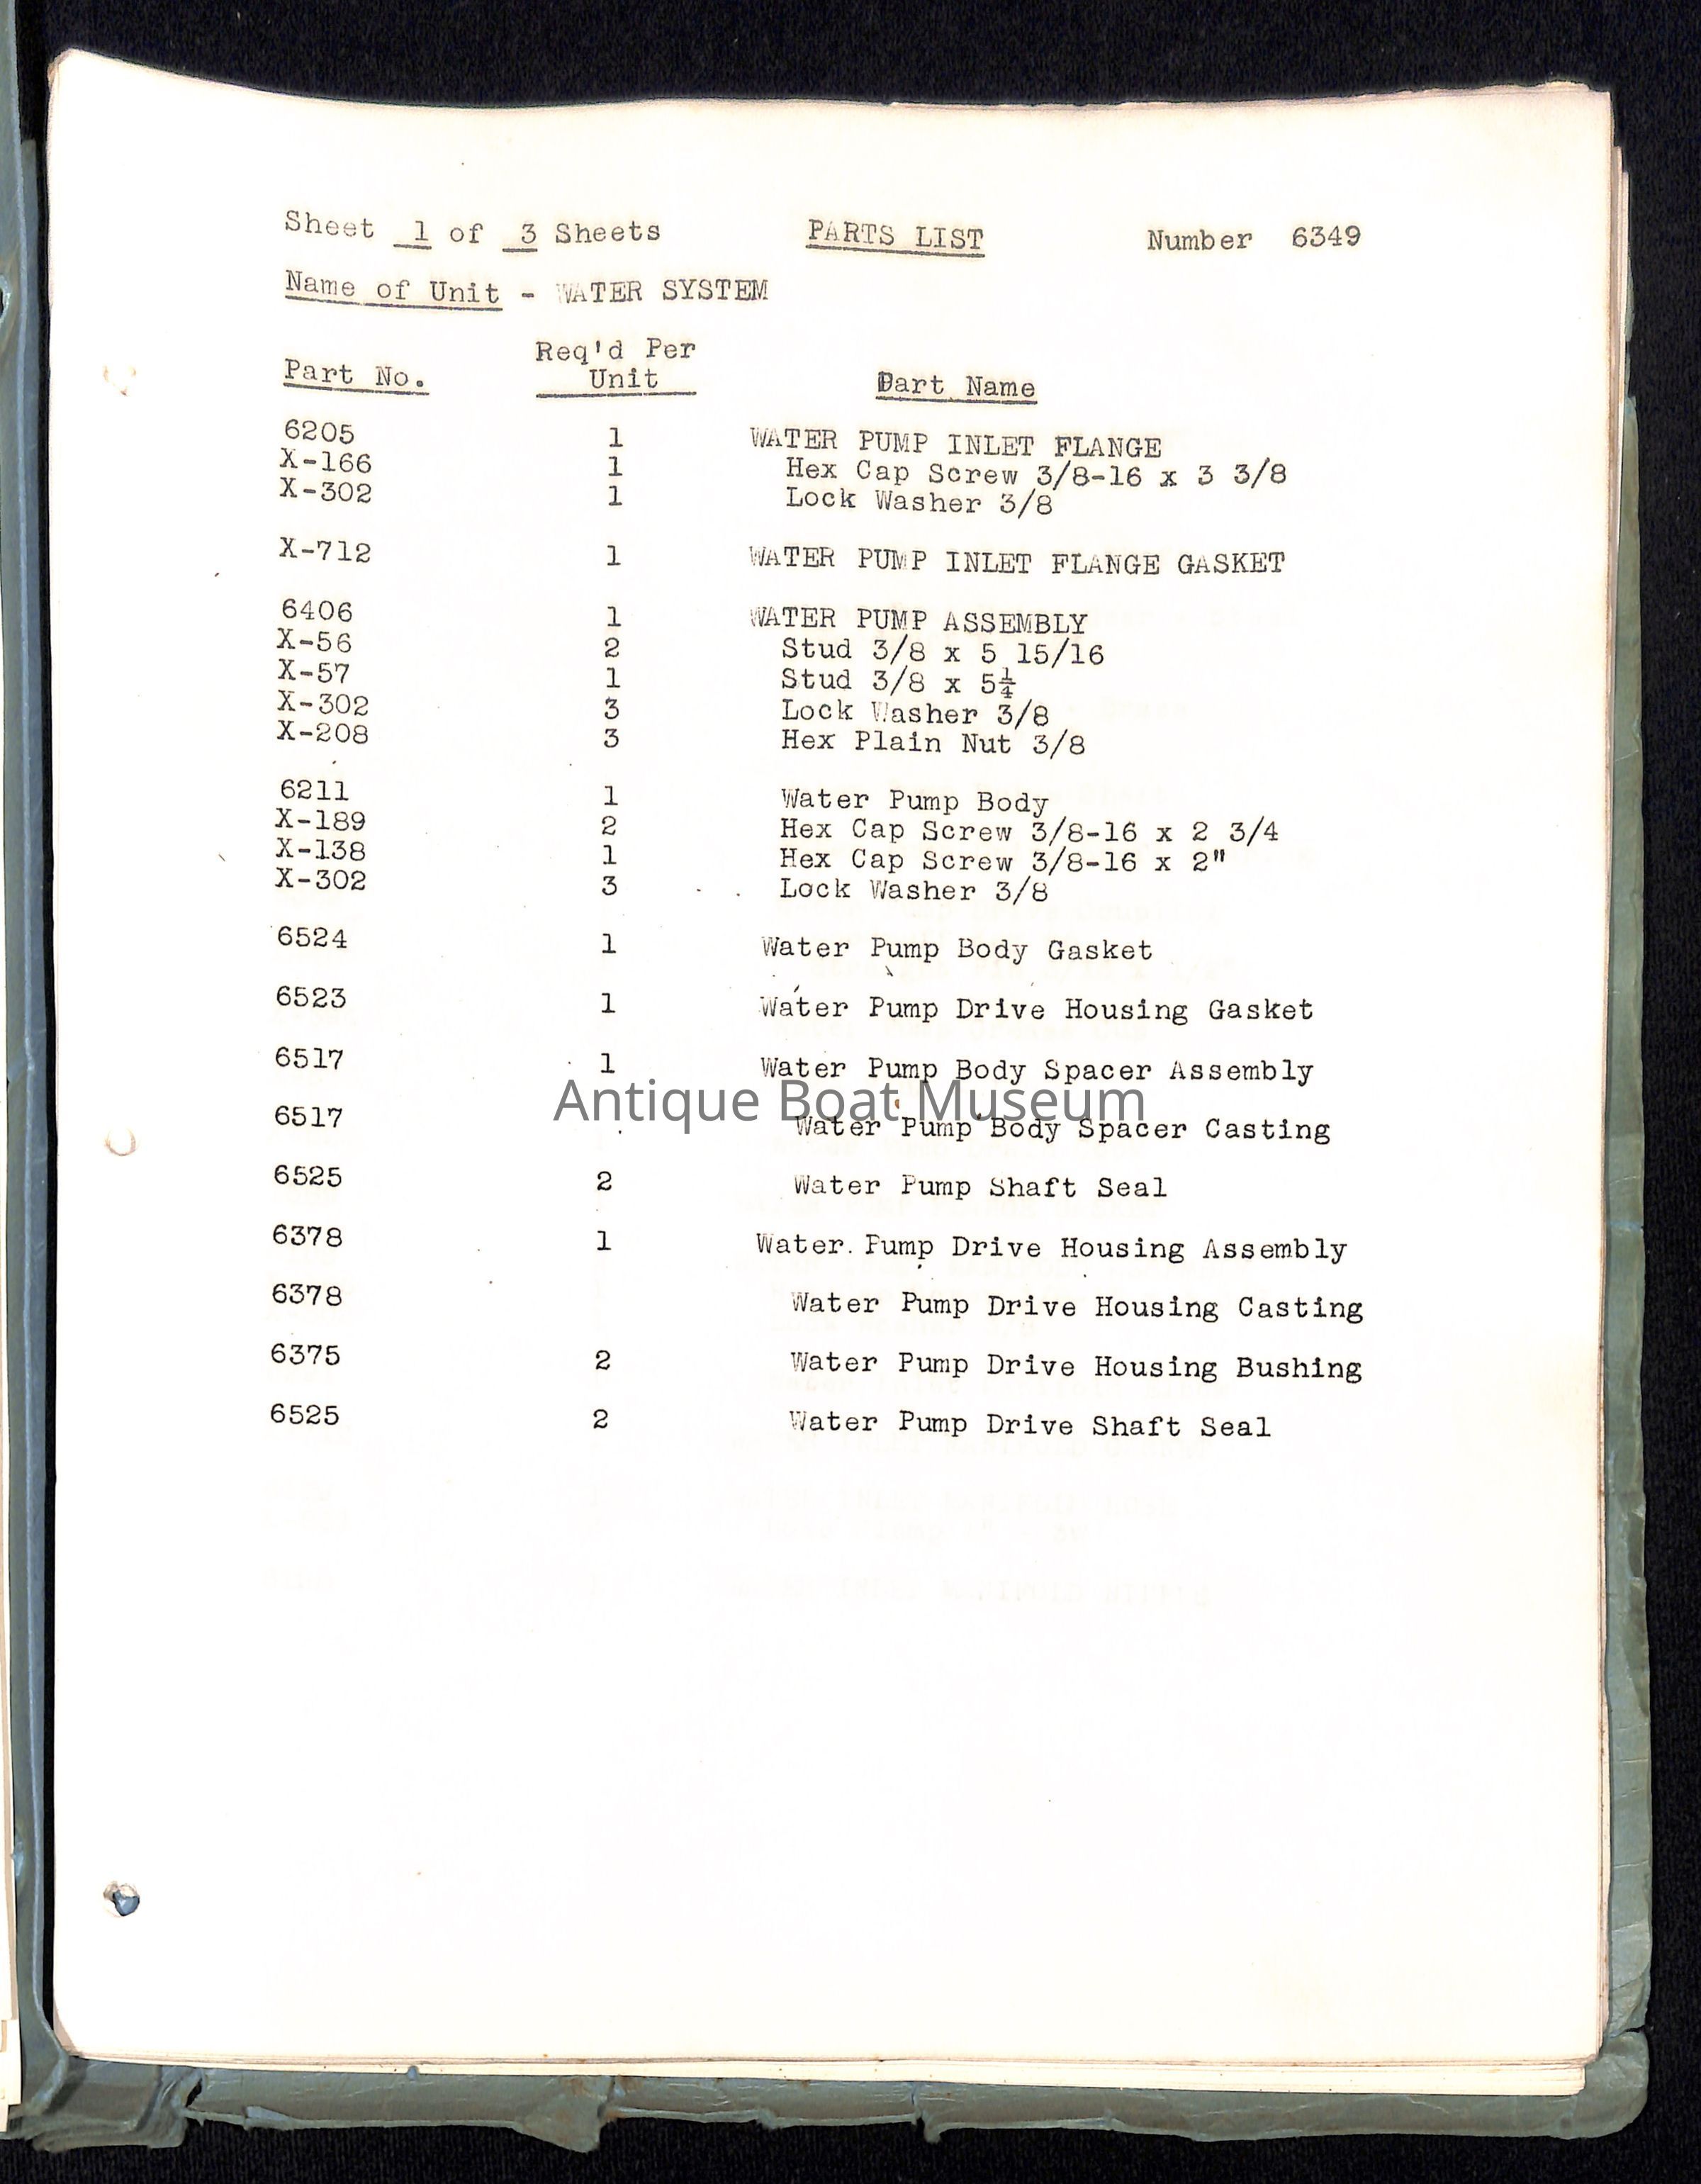 Sheet 1 of 3 Sheets PARTS LIST Number 6349
Name of Unit - WATER SYSTEM
Req'd Per
Part No. Unit Part Name
6205 1 WATER PUMP INLET FLANGE
X-166 1 Hex Cap Screw 3/8-16 x 3 3/8
X-302 1 Lock Washer 3/8
X-712 1 WATER PUMP INLET FLANGE GASKET
6406 1 WATER PUMP ASSEMBLY
X-56 2 Stud 3/8 x 5 15/16
X-57 1 Stud 3/8 x 5¼
X-302 3 Lock Washer 3/8
X-208 3 Hex Plain Nut 3/8
6211 1 Water Pump Body
X-189 2 Hex Cap Screw 3/8-16 x 2 3/4
X-138 1 Hex Cap Screw 3/8-16 x 2"
X-302 3 Lock Washer 3/8
6524 1 Water Pump Body Gasket
6523 1 Water Pump Drive Housing Gasket
6517 1 Water Pump Body Spacer Assembly
Antique Boat Museum
6517 Water Pump Body Spacer Casting
6525 2 Water Pump Shaft Seal
6378 1 Water Pump Drive Housing Assembly
6378 Water Pump Drive Housing Casting
6375 2 Water Pump Drive Housing Bushing
6525 2 Water Pump Drive Shaft Seal